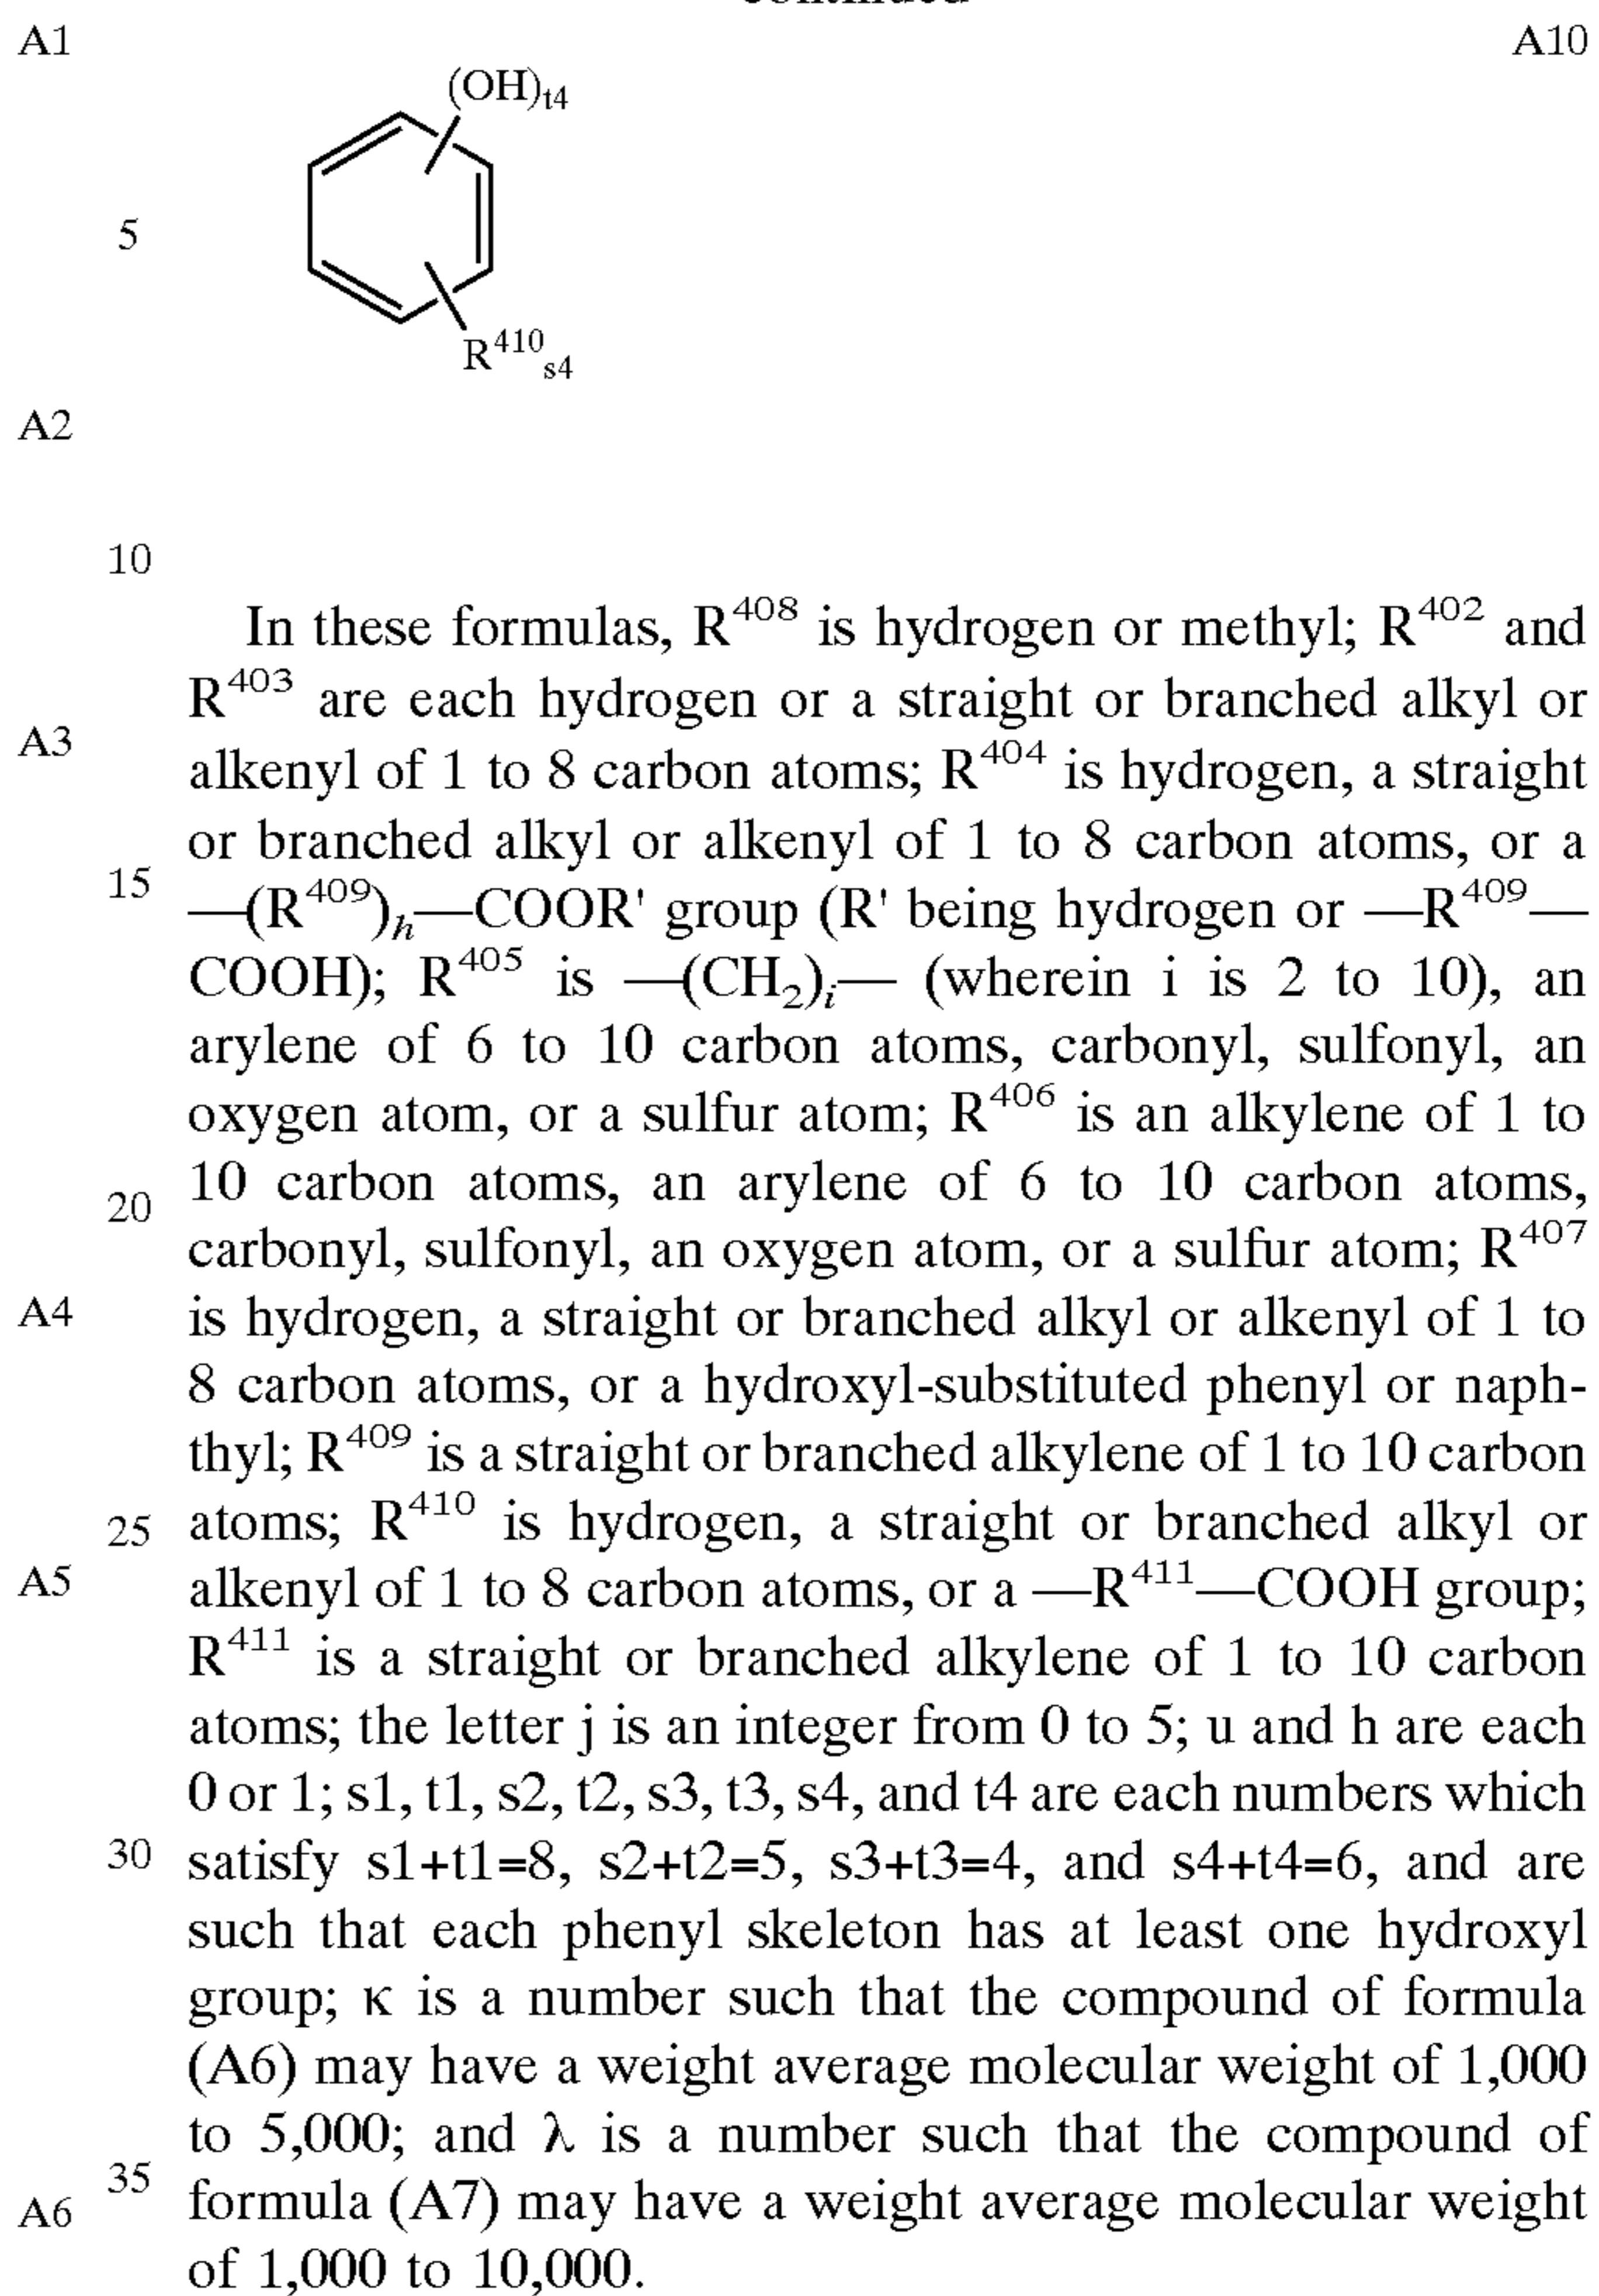 -continued
A1
A10
(OH)t4
5
R410s4
A2
10
In these formulas, R408 is hydrogen or methyl; R402 and
R403 are each hydrogen or a straight or branched alkyl or
A3
alkenyl of 1 to 8 carbon atoms; R404 is hydrogen, a straight
or branched alkyl or alkenyl of 1 to 8 carbon atoms, or a
15
—(R409)h—COOR' group (R' being hydrogen or —R409—
COOH); R405 is —(CH2)i— (wherein i is 2 to 10), an
arylene of 6 to 10 carbon atoms, carbonyl, sulfonyl, an
oxygen atom, or a sulfur atom; R406 is an alkylene of 1 to
10 carbon atoms, an arylene of 6 to 10 carbon atoms,
20
carbonyl, sulfonyl, an oxygen atom, or a sulfur atom; R407
A4
is hydrogen, a straight or branched alkyl or alkenyl of 1 to
8 carbon atoms, or a hydroxyl-substituted phenyl or naph-
thyl; R409 is a straight or branched alkylene of 1 to 10 carbon
25
atoms; R410 is hydrogen, a straight or branched alkyl or
A5
alkenyl of 1 to 8 carbon atoms, or a —R411—COOH group;
R411 is a straight or branched alkylene of 1 to 10 carbon
atoms; the letter j is an integer from 0 to 5; u and h are each
0 or 1; s1, t1, s2, t2, s3, t3, s4, and t4 are each numbers which
30
satisfy s1+t1=8, s2+t2=5, s3+t3=4, and s4+t4=6, and are
such that each phenyl skeleton has at least one hydroxyl
group; κ is a number such that the compound of formula
(A6) may have a weight average molecular weight of 1,000
to 5,000; and λ is a number such that the compound of
35
formula (A7) may have a weight average molecular weight
A6
of 1,000 to 10,000.